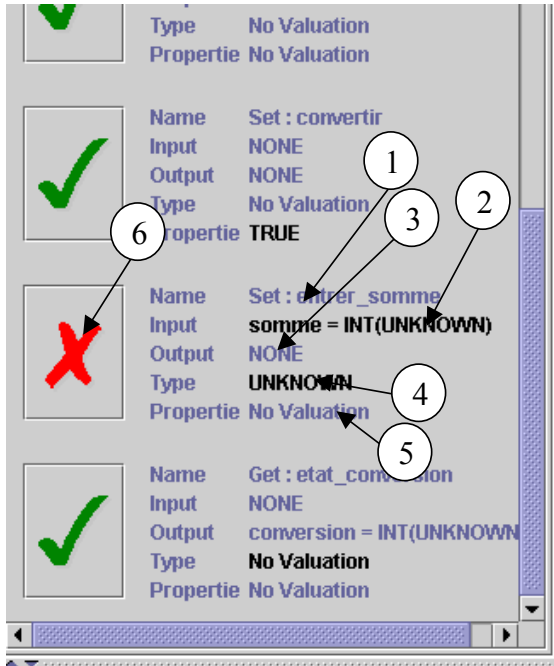 Type No Valuation
Propertie No Valuation
Name Set : convertir
Input NONE
1
Output NONE
2
Type No Valuation
3
6
Propertie TRUE
Name Set : entrer_somme
Input somme = INT(UNKNOWN)
Output NONE
Type UNKNOWN
4
Propertie No Valuation
5
Name Get : etat_conversion
Input NONE
Output conversion = INT(UNKNOWN
Type No Valuation
Propertie No Valuation